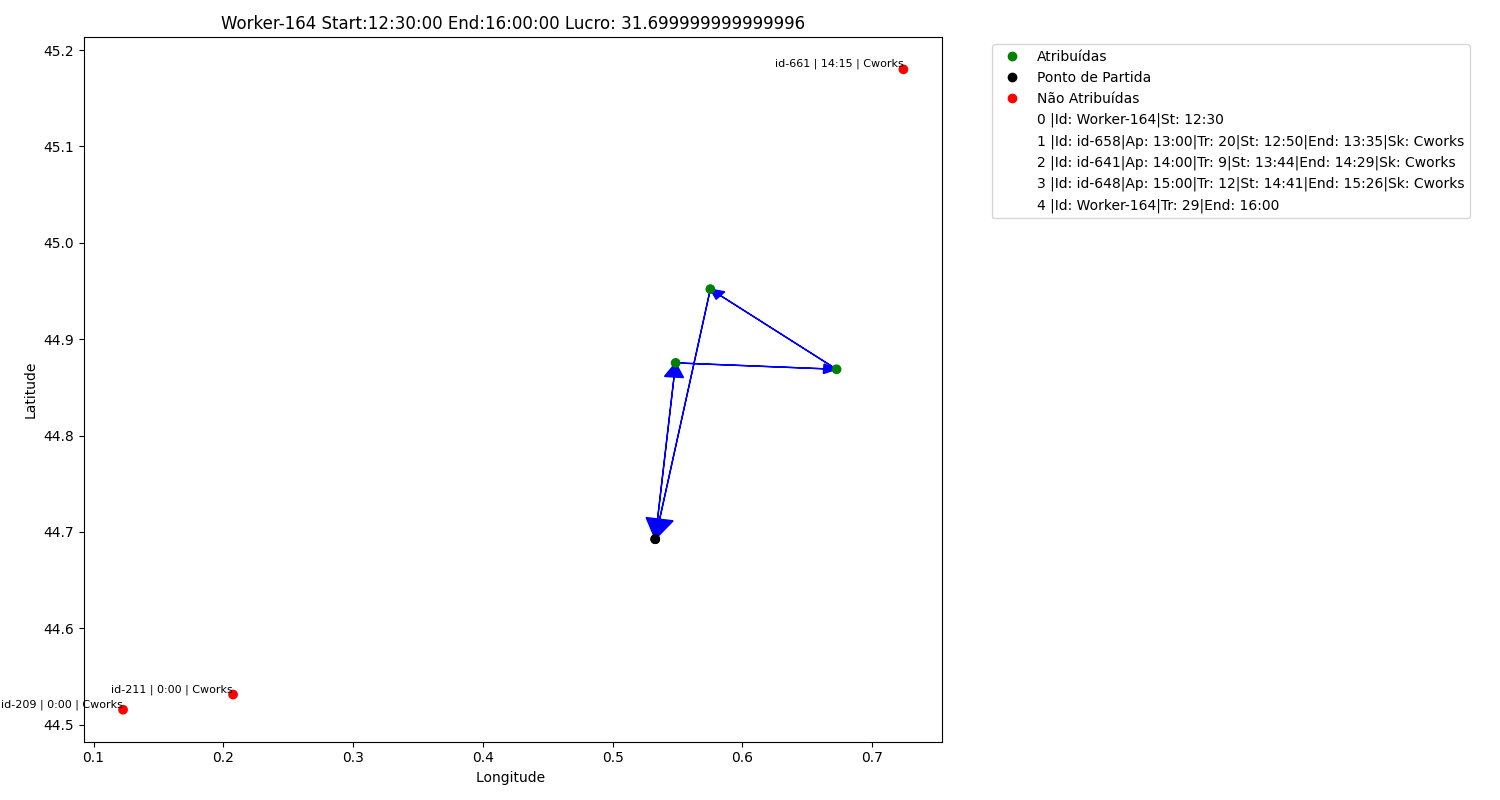 Worker-164 Start:12:30:00 End:16:00:00 Lucro: 31.699999999999996
45.2
45.1
45.0
44.9
44.8
44.7
44.6
44.5
Latitude
id-661 | 14:15 | Cworks
id-211 | 0:00 | Cworks
id-209 | 0:00 | Cworks
0.1
0.2
0.3
0.4
0.5
0.6
0.7
Longitude
Atribuídas
Ponto de Partida
Não Atribuídas
0 |Id: Worker-164|St: 12:30
1 |Id: id-658|Ap: 13:00|Tr: 20|St: 12:50|End: 13:35|Sk: Cworks
2 |Id: id-641|Ap: 14:00|Tr: 9|St: 13:44|End: 14:29|Sk: Cworks
3 |Id: id-648|Ap: 15:00|Tr: 12|St: 14:41|End: 15:26|Sk: Cworks
4 |Id: Worker-164|Tr: 29|End: 16:00